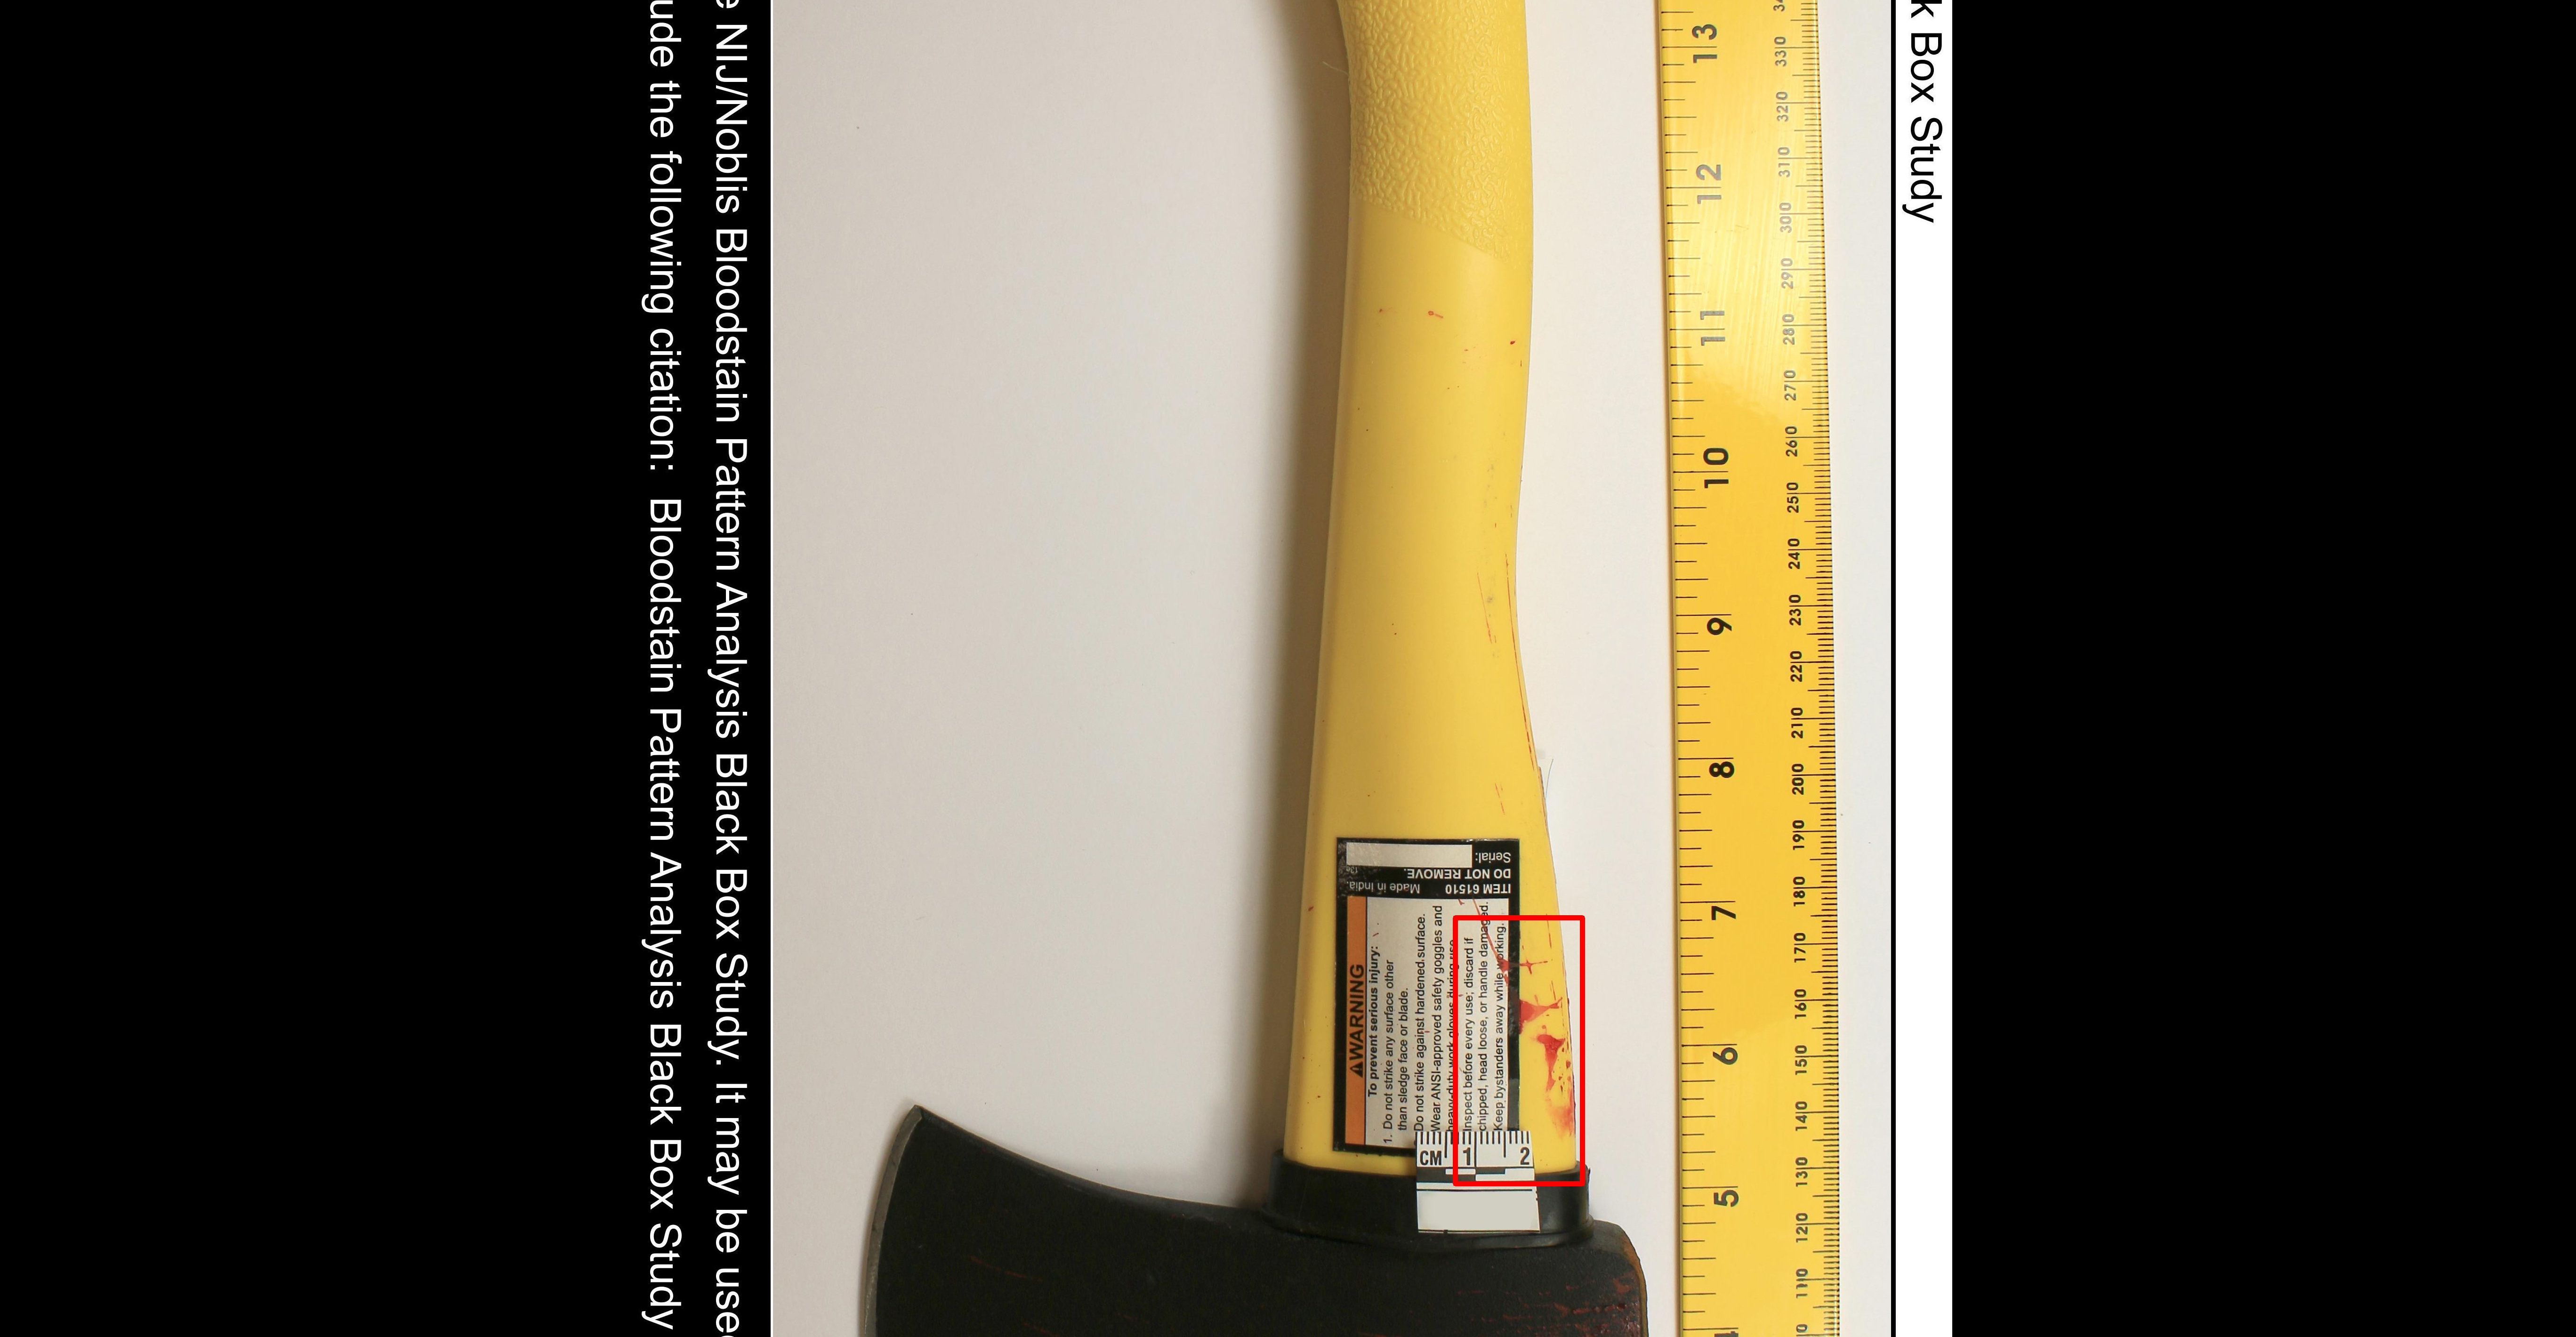 k Box Study
e NIJ/Noblis Bloodstain Pattern Analysis Black Box Study. It may be used
ude the following citation: Bloodstain Pattern Analysis Black Box Study
Serial:
DO NOT REMOVE.
ITEM 61510 Made in India
WARNING
To prevent serious injury:
1. Do not strike any surface other
than sledge face or blade.
Do not strike against hardened surface.
Wear ANSI-approved safety goggles and
heavy-duty work gloves during use.
Inspect before every use; discard if
chipped, head loose, or handle damaged.
Keep bystanders away while working.
CM 1 2
13
12
11
10
9
8
7
6
5
330
320
310
300
290
280
270
260
250
240
230
220
210
200
190
180
170
160
150
140
130
120
110